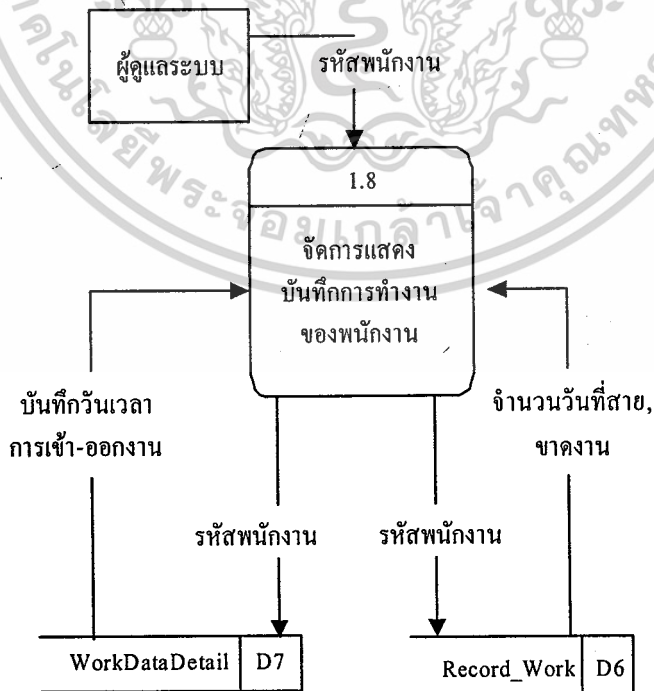 ผู้ดูแลระบบ
รหัสพนักงาน
1.8
จัดการแสดง
บันทึกการทำงาน
ของพนักงาน
บันทึกวันเวลา
การเข้า-ออกงาน
จำนวนวันที่สาย,
ขาดงาน
รหัสพนักงาน
รหัสพนักงาน
WorkDataDetail
D7
Record_Work
D6